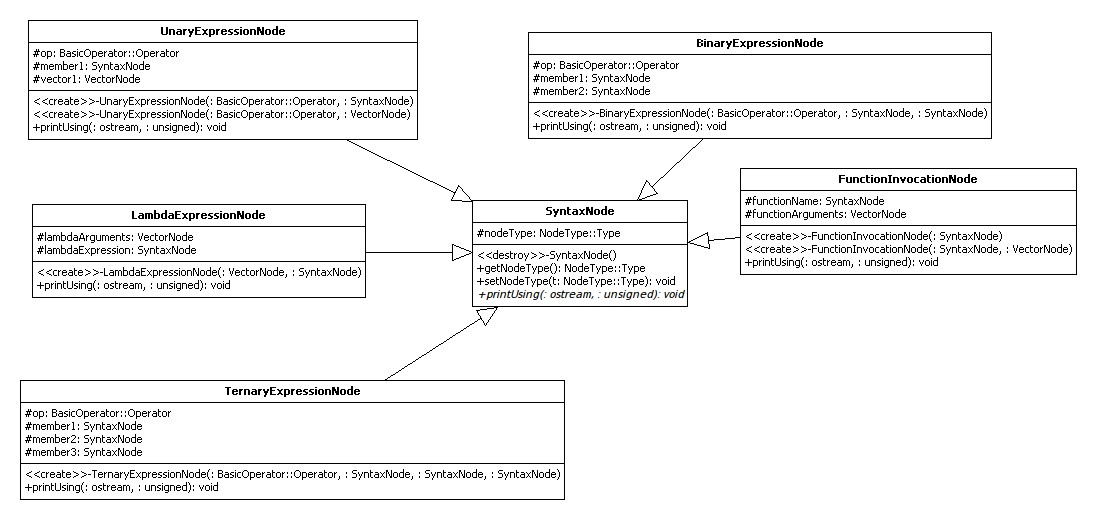 UnaryExpressionNode
#op: BasicOperator::Operator
#member1: SyntaxNode
#vector1: VectorNode
<<create>>-UnaryExpressionNode(: BasicOperator::Operator, : SyntaxNode)
<<create>>-UnaryExpressionNode(: BasicOperator::Operator, : VectorNode)
+printUsing(: ostream, : unsigned): void
BinaryExpressionNode
#op: BasicOperator::Operator
#member1: SyntaxNode
#member2: SyntaxNode
<<create>>-BinaryExpressionNode(: BasicOperator::Operator, : SyntaxNode, : SyntaxNode)
+printUsing(: ostream, : unsigned): void
LambdaExpressionNode
#lambdaArguments: VectorNode
#lambdaExpression: SyntaxNode
<<create>>-LambdaExpressionNode(: VectorNode, : SyntaxNode)
+printUsing(: ostream, : unsigned): void
SyntaxNode
#nodeType: NodeType::Type
<<destroy>>-SyntaxNode()
+getNodeType(): NodeType::Type
+setNodeType(t: NodeType::Type): void
+printUsing(: ostream, : unsigned): void
FunctionInvocationNode
#functionName: SyntaxNode
#functionArguments: VectorNode
<<create>>-FunctionInvocationNode(: SyntaxNode)
<<create>>-FunctionInvocationNode(: SyntaxNode, : VectorNode)
+printUsing(: ostream, : unsigned): void
TernaryExpressionNode
#op: BasicOperator::Operator
#member1: SyntaxNode
#member2: SyntaxNode
#member3: SyntaxNode
<<create>>-TernaryExpressionNode(: BasicOperator::Operator, : SyntaxNode, : SyntaxNode, : SyntaxNode)
+printUsing(: ostream, : unsigned): void